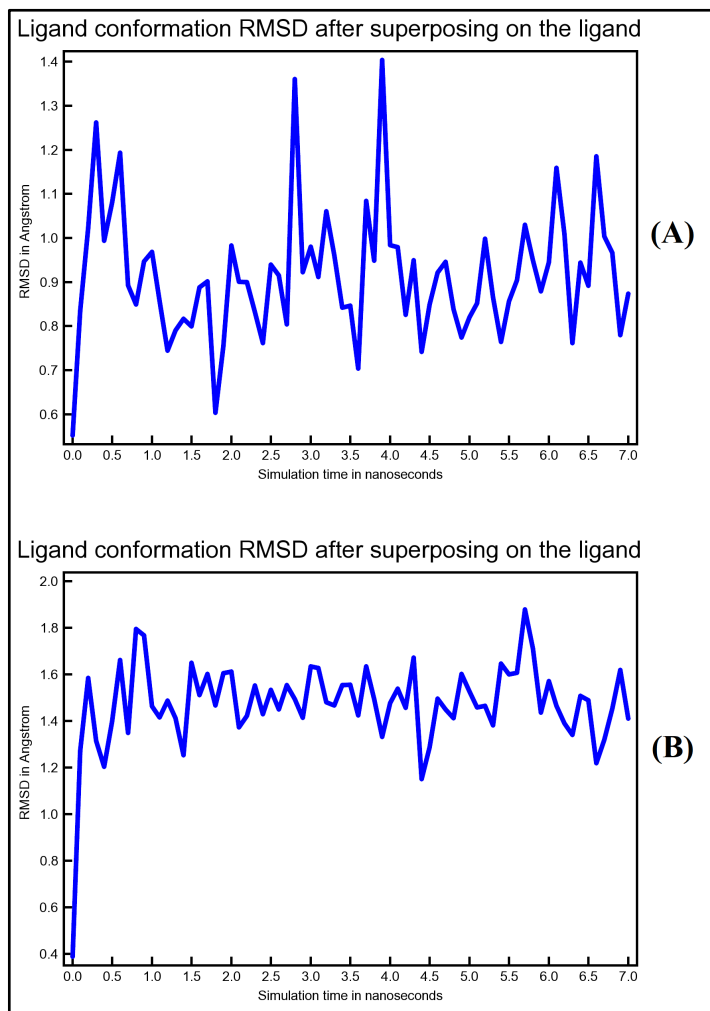 Ligand conformation RMSD after superposing on the ligand
1.4
1.3
1.2
1.1
1.0
0.9
0.8
0.7
0.6
RMSD in Angstrom
0.0 0.5 1.0 1.5 2.0 2.5 3.0 3.5 4.0 4.5 5.0 5.5 6.0 6.5 7.0
Simulation time in nanoseconds
(A)
Ligand conformation RMSD after superposing on the ligand
2.0
1.8
1.6
1.4
1.2
1.0
0.8
0.6
0.4
RMSD in Angstrom
0.0 0.5 1.0 1.5 2.0 2.5 3.0 3.5 4.0 4.5 5.0 5.5 6.0 6.5 7.0
Simulation time in nanoseconds
(B)